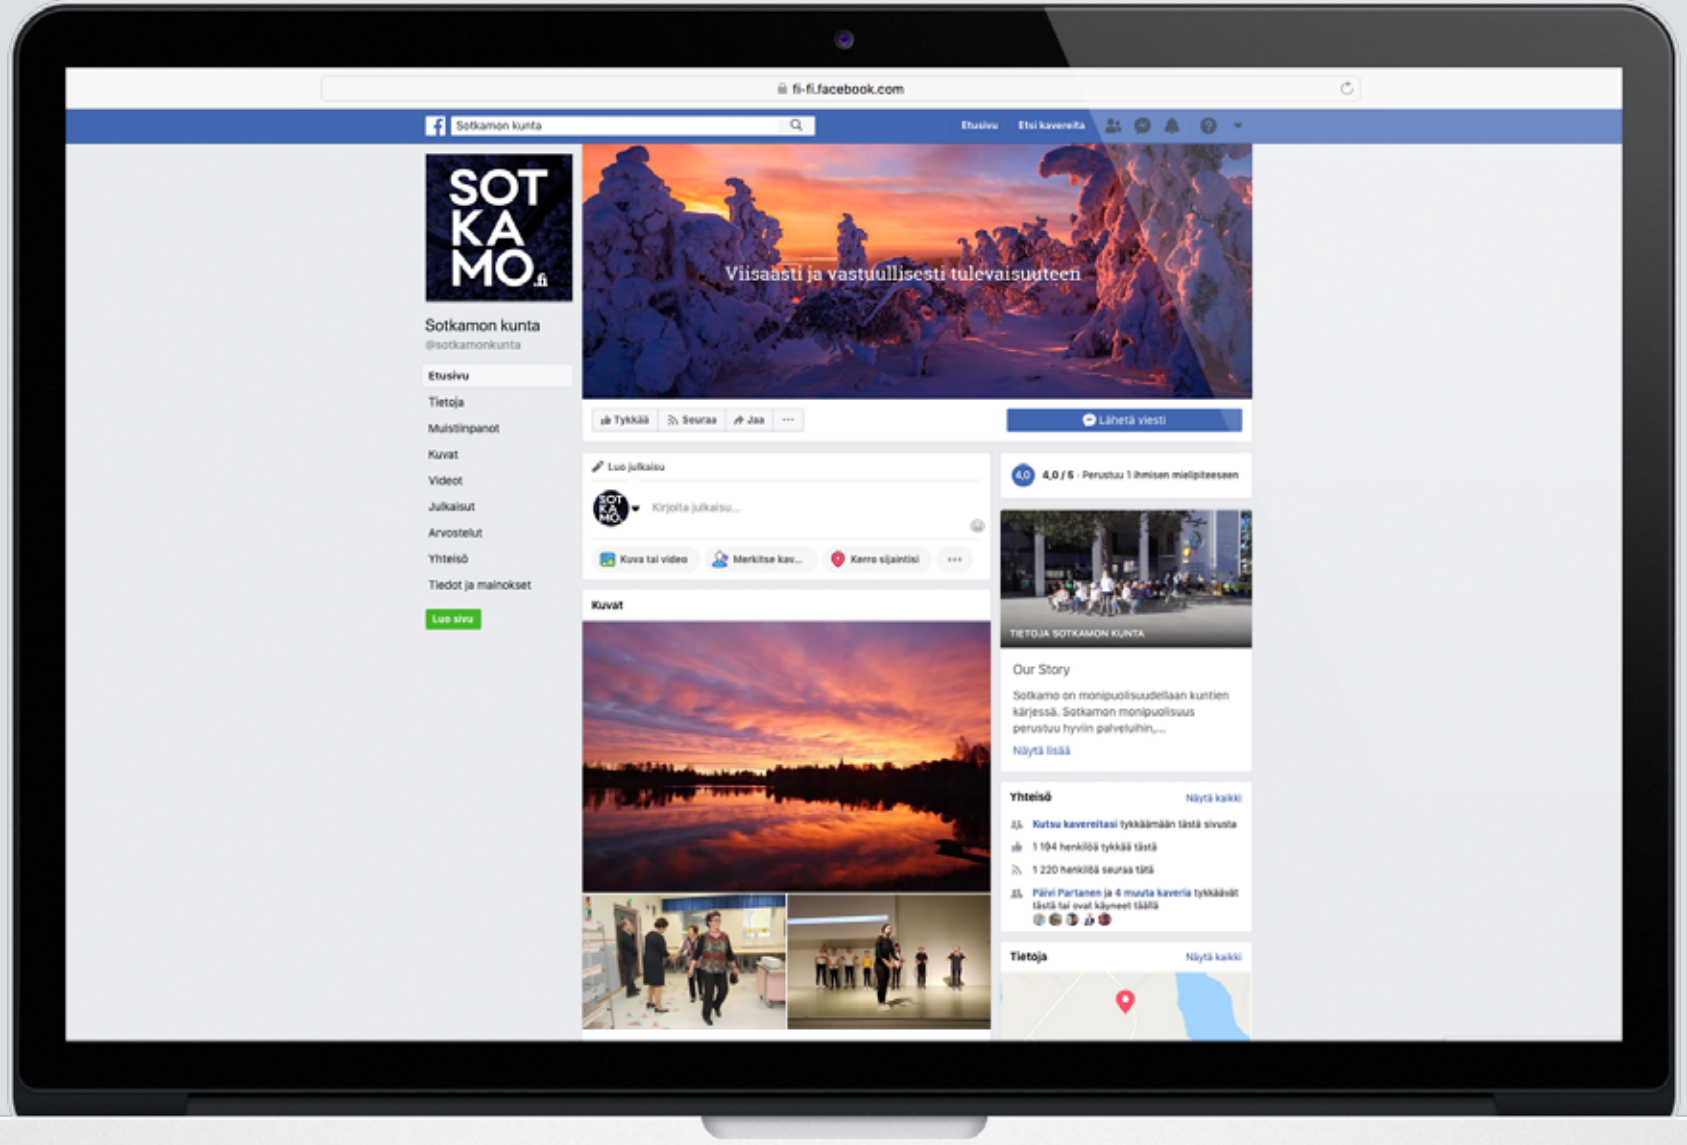 fi-fi.facebook.com
Sotkamon kunta
Etusivu
Etsi kavereita
SOT
KA
MO.fi
Sotkamon kunta
@sotkamonkunta
Etusivu
Tietoja
Muistiinpanot
Kuvat
Videot
Julkaisut
Arvostelut
Yhteisö
Tiedot ja mainokset
Luo sivu
Viisaasti ja vastuullisesti tulevaisuuteen
Tykkää
Seuraa
Jaa
Lähetä viesti
Luo julkaisu
SOT
KA
MO.
Kirjoita julkaisu...
Kuva tai video
Merkitse kav...
Kerro sijaintisi
Kuvat
4,0
4,0 / 5 · Perustuu 1 ihmisen mielipiteeseen
TIETOJA SOTKAMON KUNTA
Our Story
Sotkamo on monipuolisuudellaan kuntien
kärjessä. Sotkamon monipuolisuus
perustuu hyviin palveluihin,...
Näytä lisää
Yhteisö
Näytä kaikki
Kutsu kavereitasi tykkäämään tästä sivusta
1 194 henkilöä tykkää tästä
1 220 henkilöä seuraa tätä
Päivi Partanen ja 4 muuta kaveria tykkäävät
tästä tai ovat käyneet täällä
Tietoja
Näytä kaikki